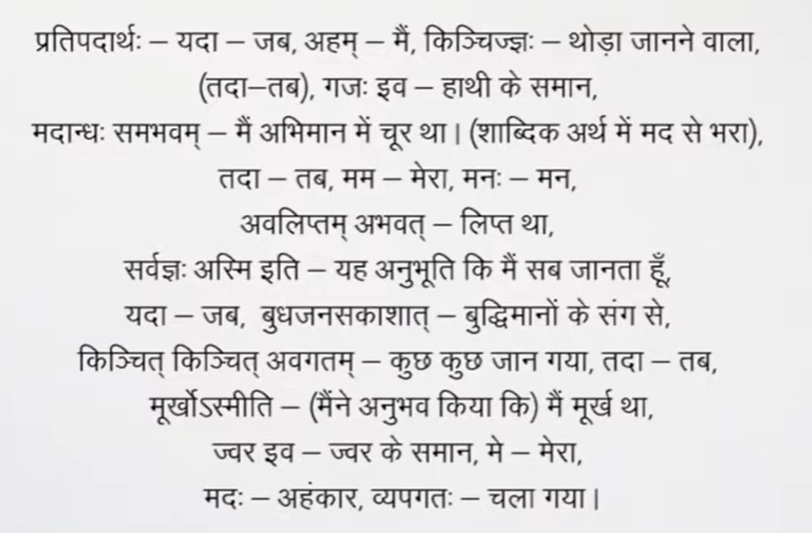 प्रतिपदार्थः – यदा – जब, अहम् – मैं, किञ्चिज्ज्ञः – थोड़ा जानने वाला,
(तदा–तब), गजः इव – हाथी के समान,
मदान्धः समभवम् – मैं अभिमान में चूर था। (शाब्दिक अर्थ में मद से भरा),
तदा – तब, मम – मेरा, मनः – मन,
अवलिप्तम् अभवत् – लिप्त था,
सर्वज्ञः अस्मि इति – यह अनुभूति कि मैं सब जानता हूँ,
यदा – जब, बुधजनसकाशात् – बुद्धिमानों के संग से,
किञ्चित् किञ्चित् अवगतम् – कुछ कुछ जान गया, तदा – तब,
मूर्खोऽस्मीति – (मैंने अनुभव किया कि) मैं मूर्ख था,
ज्वर इव – ज्वर के समान, मे – मेरा,
मदः – अहंकार, व्यपगतः – चला गया।